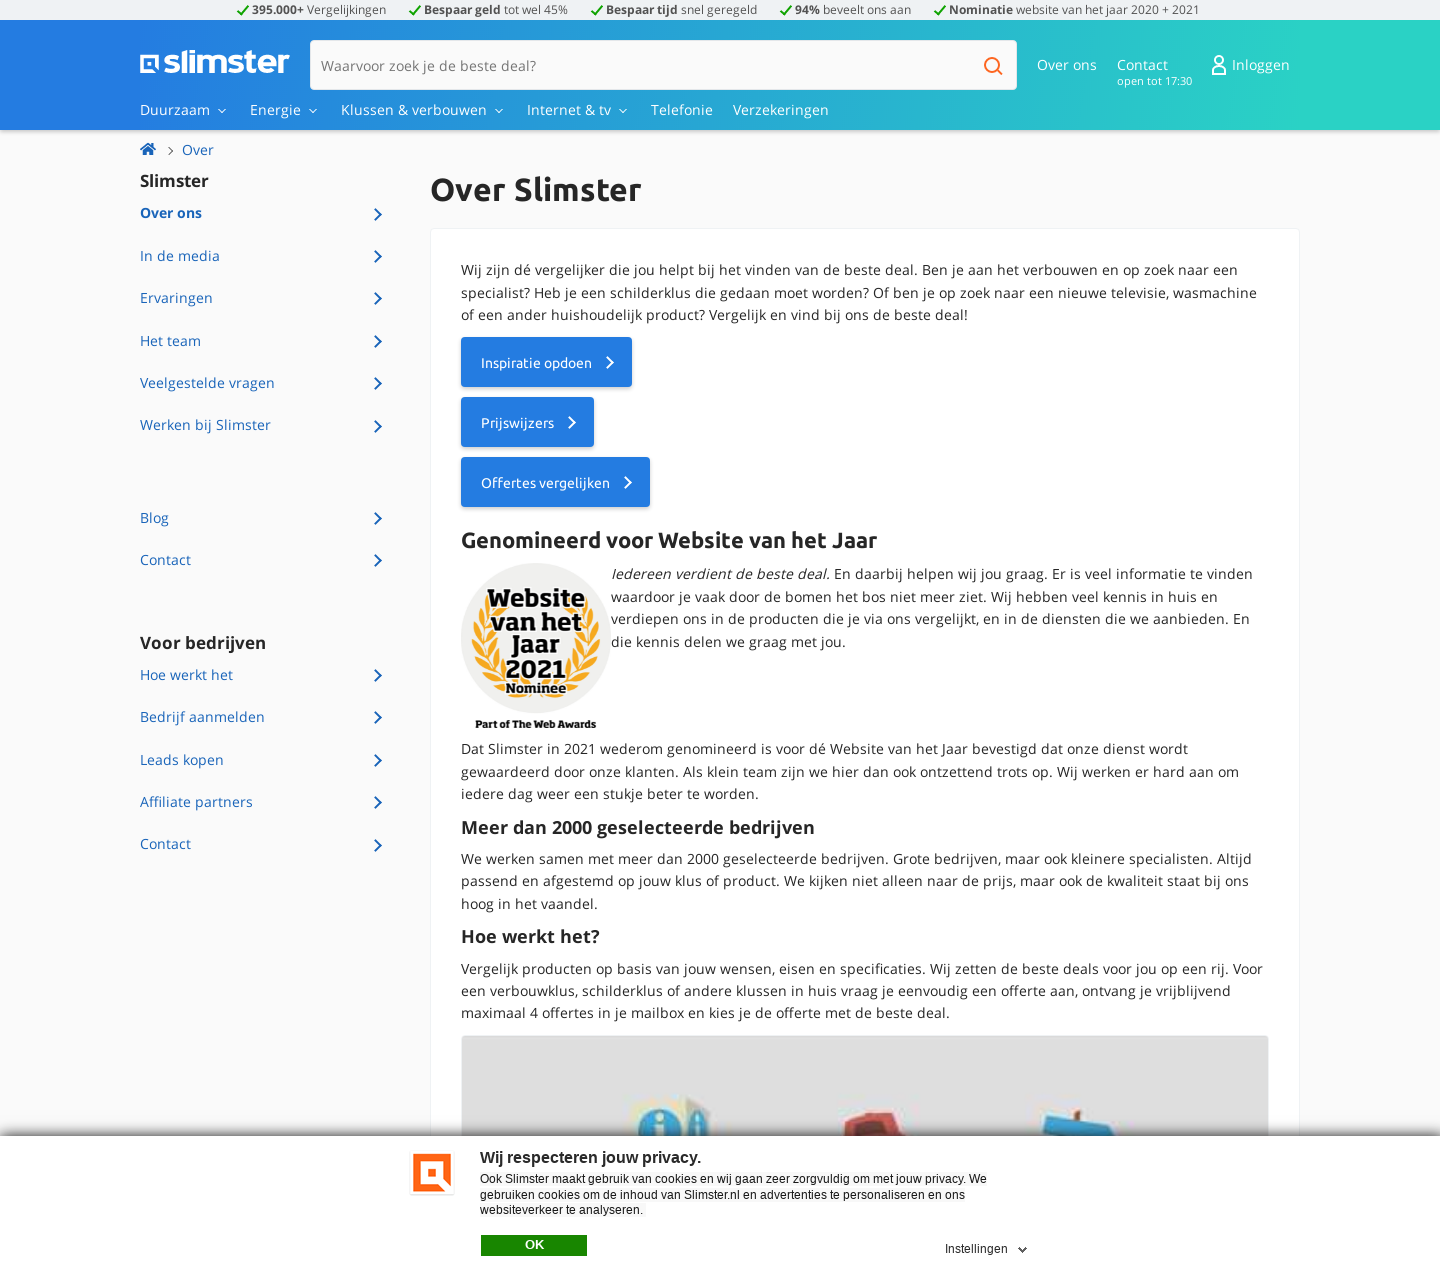 395.000+ Vergelijkingen Bespaar geld tot wel 45% Bespaar tijd snel geregeld 94% beveelt ons aan Nominatie website van het jaar 2020 + 2021
slimster
Waarvoor zoek je de beste deal?
Over ons
Contact
open tot 17:30
Inloggen
Duurzaam Energie Klussen & verbouwen Internet & tv Telefonie Verzekeringen
Over
Slimster
Over ons
In de media
Ervaringen
Het team
Veelgestelde vragen
Werken bij Slimster
Blog
Contact
Voor bedrijven
Hoe werkt het
Bedrijf aanmelden
Leads kopen
Affiliate partners
Contact
Over Slimster
Wij zijn dé vergelijker die jou helpt bij het vinden van de beste deal. Ben je aan het verbouwen en op zoek naar een
specialist? Heb je een schilderklus die gedaan moet worden? Of ben je op zoek naar een nieuwe televisie, wasmachine
of een ander huishoudelijk product? Vergelijk en vind bij ons de beste deal!
Inspiratie opdoen
Prijswijzers
Offertes vergelijken
Genomineerd voor Website van het Jaar
Website
van het
Jaar
2021
Nominee
Part of The Web Awards
Iedereen verdient de beste deal. En daarbij helpen wij jou graag. Er is veel informatie te vinden
waardoor je vaak door de bomen het bos niet meer ziet. Wij hebben veel kennis in huis en
verdiepen ons in de producten die je via ons vergelijkt, en in de diensten die we aanbieden. En
die kennis delen we graag met jou.
Dat Slimster in 2021 wederom genomineerd is voor dé Website van het Jaar bevestigd dat onze dienst wordt
gewaardeerd door onze klanten. Als klein team zijn we hier dan ook ontzettend trots op. Wij werken er hard aan om
iedere dag weer een stukje beter te worden.
Meer dan 2000 geselecteerde bedrijven
We werken samen met meer dan 2000 geselecteerde bedrijven. Grote bedrijven, maar ook kleinere specialisten. Altijd
passend en afgestemd op jouw klus of product. We kijken niet alleen naar de prijs, maar ook de kwaliteit staat bij ons
hoog in het vaandel.
Hoe werkt het?
Vergelijk producten op basis van jouw wensen, eisen en specificaties. Wij zetten de beste deals voor jou op een rij. Voor
een verbouwklus, schilderklus of andere klussen in huis vraag je eenvoudig een offerte aan, ontvang je vrijblijvend
maximaal 4 offertes in je mailbox en kies je de offerte met de beste deal.
Wij respecteren jouw privacy.
Ook Slimster maakt gebruik van cookies en wij gaan zeer zorgvuldig om met jouw privacy. We
gebruiken cookies om de inhoud van Slimster.nl en advertenties te personaliseren en ons
websiteverkeer te analyseren.
OK
Instellingen